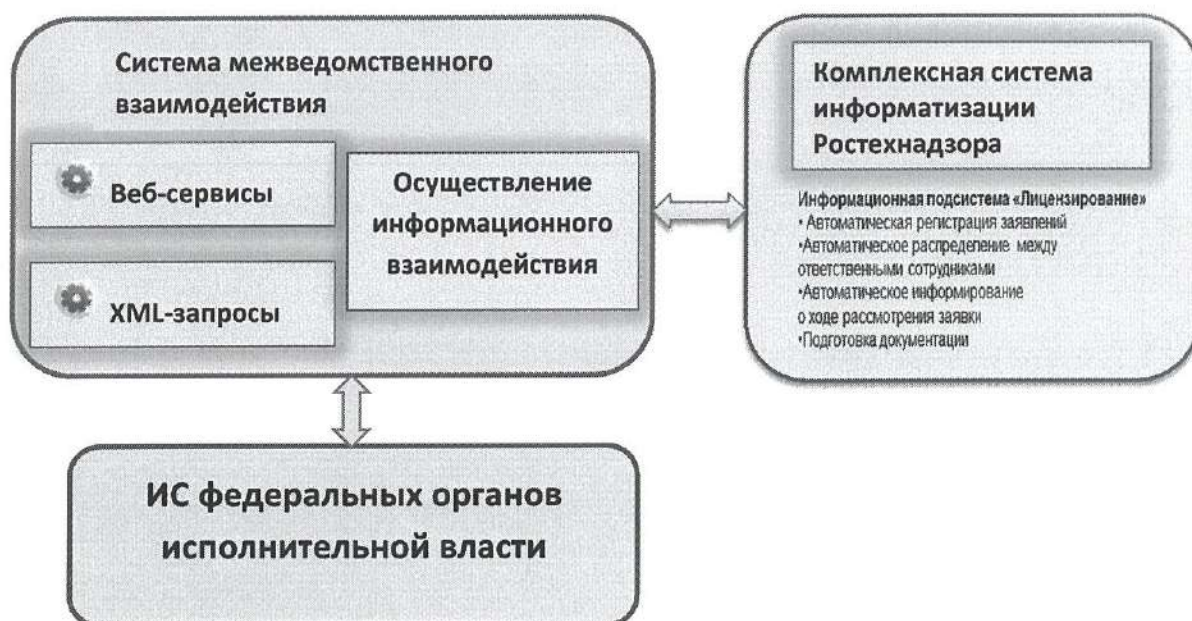 Система межведомственного
взаимодействия
Веб-сервисы
XML-запросы
Осуществление
информационного
взаимодействия
Комплексная система
информатизации
Ростехнадзора
Информационная подсистема «Лицензирование»
• Автоматическая регистрация заявлений
•Автоматическое распределение между
ответственными сотрудниками
•Автоматическое информирование
о ходе рассмотрения заявки
•Подготовка документации
ИС федеральных органов
исполнительной власти